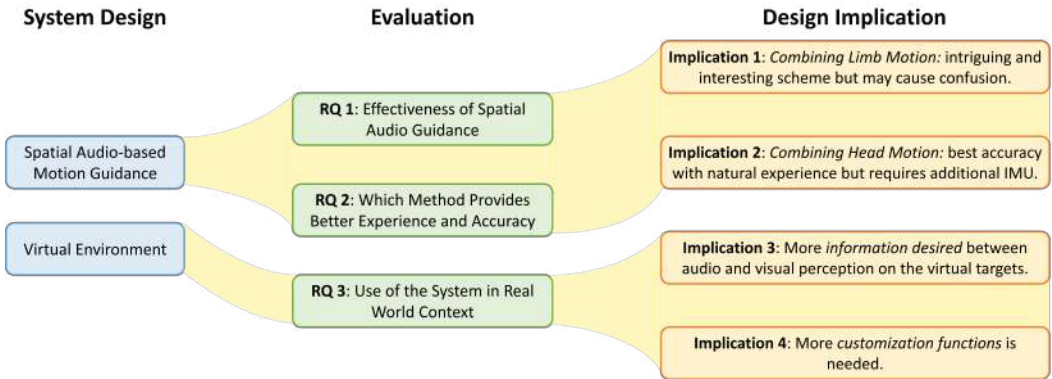 System Design
Evaluation
Design Implication
Spatial Audio-based
Motion Guidance
Virtual Environment
RQ 1: Effectiveness of Spatial
Audio Guidance
RQ 2: Which Method Provides
Better Experience and Accuracy
RQ 3: Use of the System in Real
World Context
Implication 1: Combining Limb Motion: intriguing and
interesting scheme but may cause confusion.
Implication 2: Combining Head Motion: best accuracy
with natural experience but requires additional IMU.
Implication 3: More information desired between
audio and visual perception on the virtual targets.
Implication 4: More customization functions is
needed.